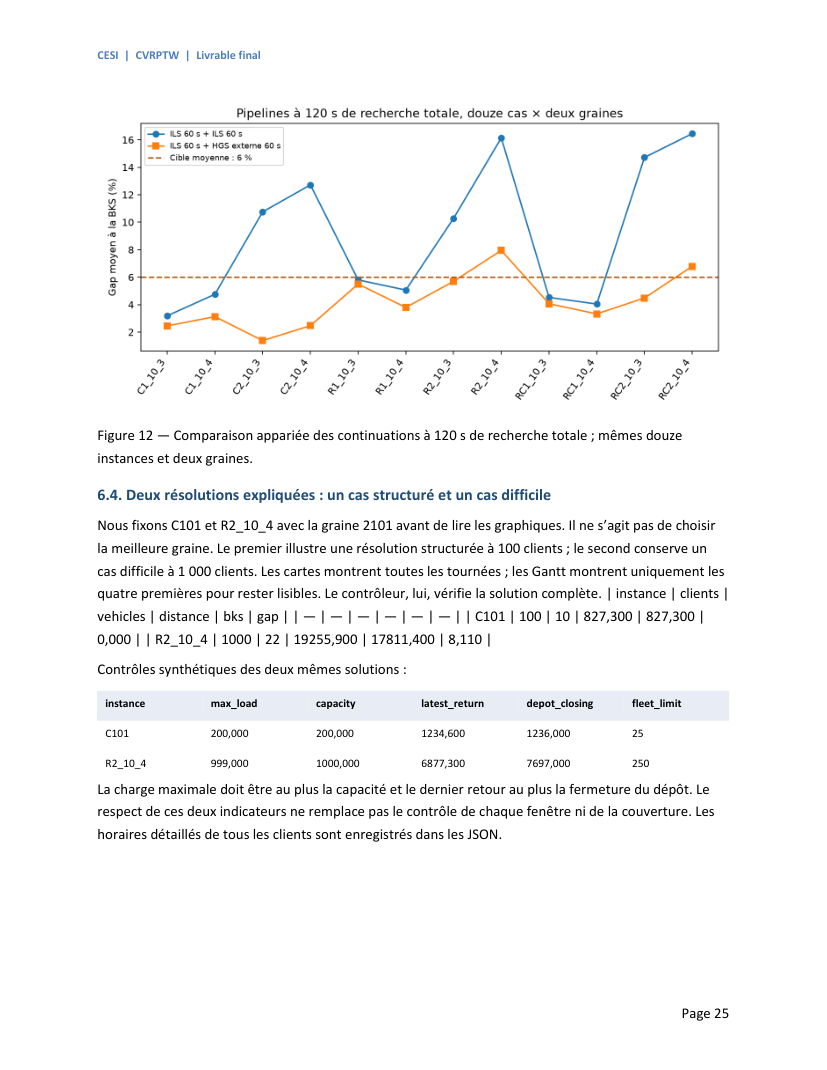 CESI | CVRPTW | Livrable final
Pipelines à 120 s de recherche totale, douze cas × deux graines
ILS 60 s + ILS 60 s
ILS 60 s + HGS externe 60 s
Cible moyenne : 6 %
Gap moyen à la BKS (%)
16
14
12
10
8
6
4
2
C1_10_3
C1_10_4
C2_10_3
C2_10_4
R1_10_3
R1_10_4
R2_10_3
R2_10_4
RC1_10_3
RC1_10_4
RC2_10_3
RC2_10_4
Figure 12 — Comparaison appariée des continuations à 120 s de recherche totale ; mêmes douze
instances et deux graines.
6.4. Deux résolutions expliquées : un cas structuré et un cas difficile
Nous fixons C101 et R2_10_4 avec la graine 2101 avant de lire les graphiques. Il ne s’agit pas de choisir
la meilleure graine. Le premier illustre une résolution structurée à 100 clients ; le second conserve un
cas difficile à 1 000 clients. Les cartes montrent toutes les tournées ; les Gantt montrent uniquement les
quatre premières pour rester lisibles. Le contrôleur, lui, vérifie la solution complète. | instance | clients |
vehicles | distance | bks | gap | | — | — | — | — | — | — | | C101 | 100 | 10 | 827,300 | 827,300 |
0,000 | | R2_10_4 | 1000 | 22 | 19255,900 | 17811,400 | 8,110 |
Contrôles synthétiques des deux mêmes solutions :
instance max_load capacity latest_return depot_closing fleet_limit
C101 200,000 200,000 1234,600 1236,000 25
R2_10_4 999,000 1000,000 6877,300 7697,000 250
La charge maximale doit être au plus la capacité et le dernier retour au plus la fermeture du dépôt. Le
respect de ces deux indicateurs ne remplace pas le contrôle de chaque fenêtre ni de la couverture. Les
horaires détaillés de tous les clients sont enregistrés dans les JSON.
Page 25